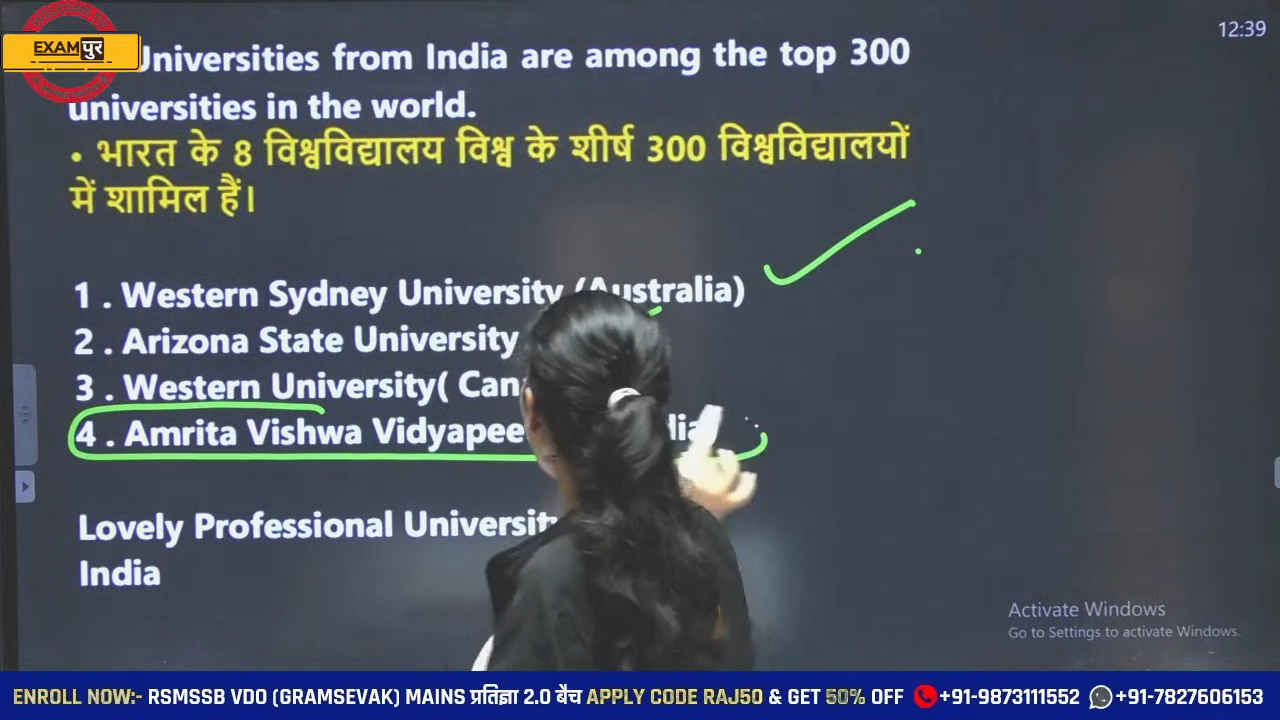 EXAMपुर
12:39
Universities from India are among the top 300
universities in the world.
• भारत के 8 विश्वविद्यालय विश्व के शीर्ष 300 विश्वविद्यालयों
में शामिल हैं।
1 . Western Sydney University (Australia)
2 . Arizona State University
3 . Western University( Can
4 . Amrita Vishwa Vidyapee
Lovely Professional University
India
Activate Windows
Go to Settings to activate Windows.
ENROLL NOW:- RSMSSB VDO (GRAMSEVAK) MAINS प्रतिज्ञा 2.0 बैच APPLY CODE RAJ50 & GET 50% OFF +91-9873111552 +91-7827606153